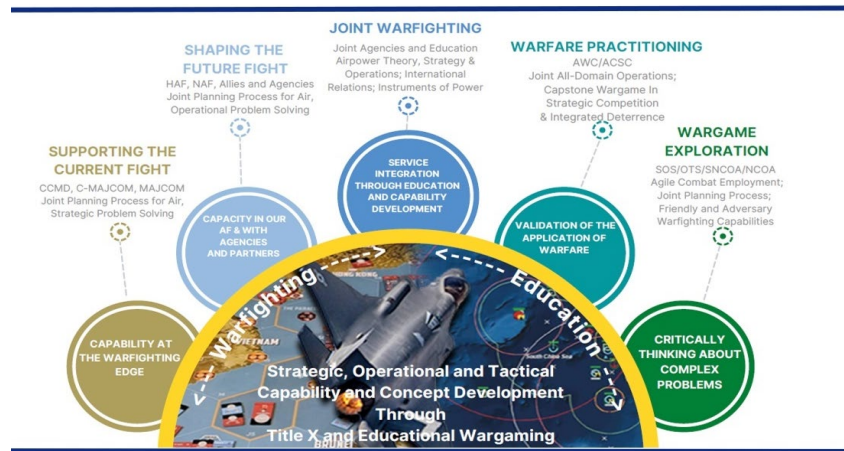 JOINT WARFIGHTING
Joint Agencies and Education
Airpower Theory, Strategy &
Operations; International
Relations; Instruments of Power
SHAPING THE
FUTURE FIGHT
HAF, NAF, Allies and Agencies
Joint Planning Process for Air,
Operational Problem Solving
WARFARE PRACTITIONING
AWC/ACSC
Joint All-Domain Operations;
Capstone Wargame In
Strategic Competition
& Integrated Deterrence
SUPPORTING THE
CURRENT FIGHT
CCMD, C-MAJCOM, MAJCOM
Joint Planning Process for Air,
Strategic Problem Solving
WARGAME
EXPLORATION
SOS/OTS/SNCOA/NCOA
Agile Combat Employment;
Joint Planning Process;
Friendly and Adversary
Warfighting Capabilities
SERVICE
INTEGRATION
THROUGH EDUCATION
AND CAPABILITY
DEVELOPMENT
CAPACITY IN OUR
AF & WITH
AGENCIES
AND PARTNERS
VALIDATION OF THE
APPLICATION OF
WARFARE
CAPABILITY AT
THE WARFIGHTING
EDGE
CRITICALLY
THINKING ABOUT
COMPLEX
PROBLEMS
Warfighting
Education
VIETNAM
South China Sea
Strategic, Operational and Tactical
Capability and Concept Development
Through
Title X and Educational Wargaming
BRUNEI